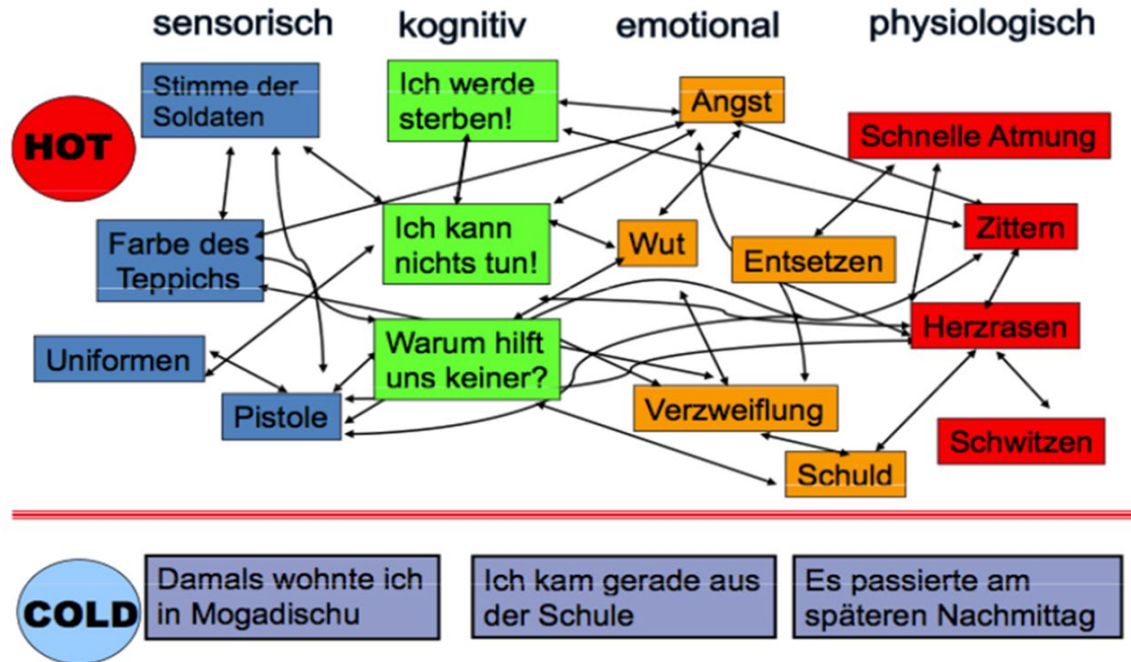 sensorisch kognitiv emotional physiologisch
HOT
Stimme der
Soldaten
Ich werde
sterben!
Angst
Schnelle Atmung
Farbe des
Teppichs
Ich kann
nichts tun!
Wut
Entsetzen
Zittern
Uniformen
Warum hilft
uns keiner?
Herzrasen
Pistole
Verzweiflung
Schwitzen
Schuld
COLD
Damals wohnte ich
in Mogadischu
Ich kam gerade aus
der Schule
Es passierte am
späteren Nachmittag